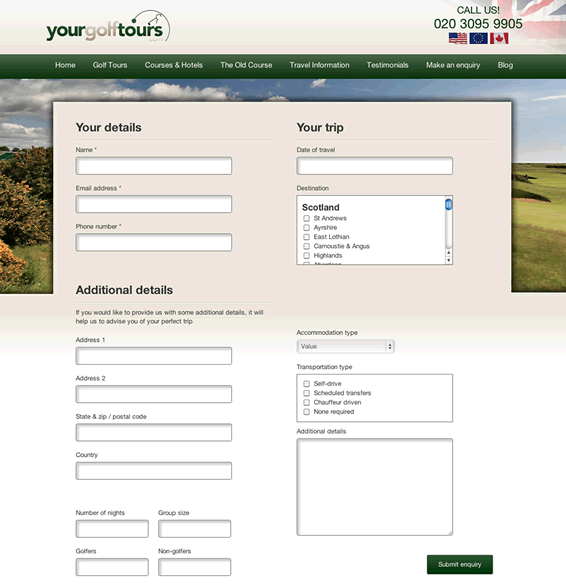 yourgolftours
CALL US!
020 3095 9905
Home Golf Tours Courses & Hotels The Old Course Travel Information Testimonials Make an enquiry Blog
Your details
Name *
Email address *
Phone number *
Your trip
Date of travel
Destination
Scotland
St Andrews
Ayrshire
East Lothian
Carnoustie & Angus
Highlands
Aberdeen
Additional details
If you would like to provide us with some additional details, it will
help us to advise you of your perfect trip
Address 1
Address 2
State & zip / postal code
Country
Number of nights Group size
Golfers Non-golfers
Accommodation type
Value
Transportation type
Self-drive
Scheduled transfers
Chauffeur driven
None required
Additional details
Submit enquiry